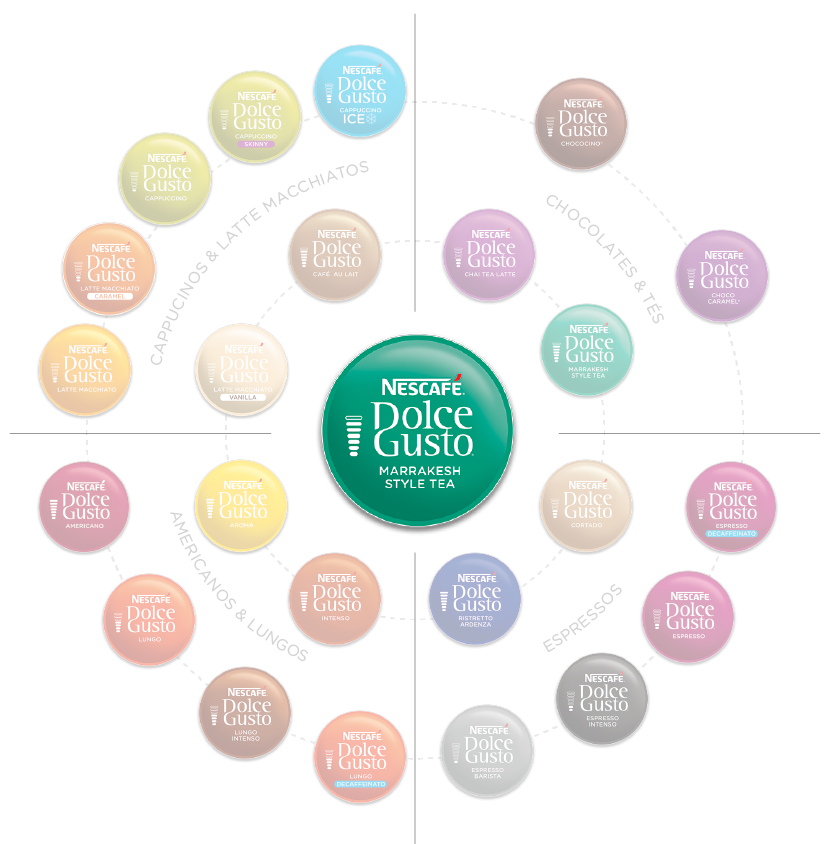 NESCAFÉ
Dolce
Gusto
CAPPUCCINO
ICE
NESCAFÉ
Dolce
Gusto
CAPPUCCINO
SKINNY
NESCAFÉ
Dolce
Gusto
CHOCOCINO
NESCAFÉ
Dolce
Gusto
CAPPUCCINO
CAPPUCINOS & LATTE MACCHIATOS
CHOCOLATES & TÉS
NESCAFÉ
Dolce
Gusto
LATTE MACCHIATO
CARAMEL
NESCAFÉ
Dolce
Gusto
CAFÉ AU LAIT
NESCAFÉ
Dolce
Gusto
CHAI TEA LATTE
NESCAFÉ
Dolce
Gusto
CHOCO
CARAMEL
NESCAFÉ
Dolce
Gusto
LATTE MACCHIATO
NESCAFÉ
Dolce
Gusto
LATTE MACCHIATO
VANILLA
NESCAFÉ
Dolce
Gusto
MARRAKESH
STYLE TEA
NESCAFÉ
Dolce
Gusto
MARRAKESH
STYLE TEA
NESCAFÉ
Dolce
Gusto
AMERICANO
NESCAFÉ
Dolce
Gusto
AROMA
NESCAFÉ
Dolce
Gusto
CORTADO
NESCAFÉ
Dolce
Gusto
ESPRESSO
DECAFFEINATO
AMERICANOS & LUNGOS
ESPRESSOS
NESCAFÉ
Dolce
Gusto
LUNGO
NESCAFÉ
Dolce
Gusto
INTENSO
NESCAFÉ
Dolce
Gusto
RISTRETTO
ARDENZA
NESCAFÉ
Dolce
Gusto
ESPRESSO
NESCAFÉ
Dolce
Gusto
LUNGO
INTENSO
NESCAFÉ
Dolce
Gusto
ESPRESSO
INTENSO
NESCAFÉ
Dolce
Gusto
LUNGO
DECAFFEINATO
NESCAFÉ
Dolce
Gusto
ESPRESSO
BARISTA